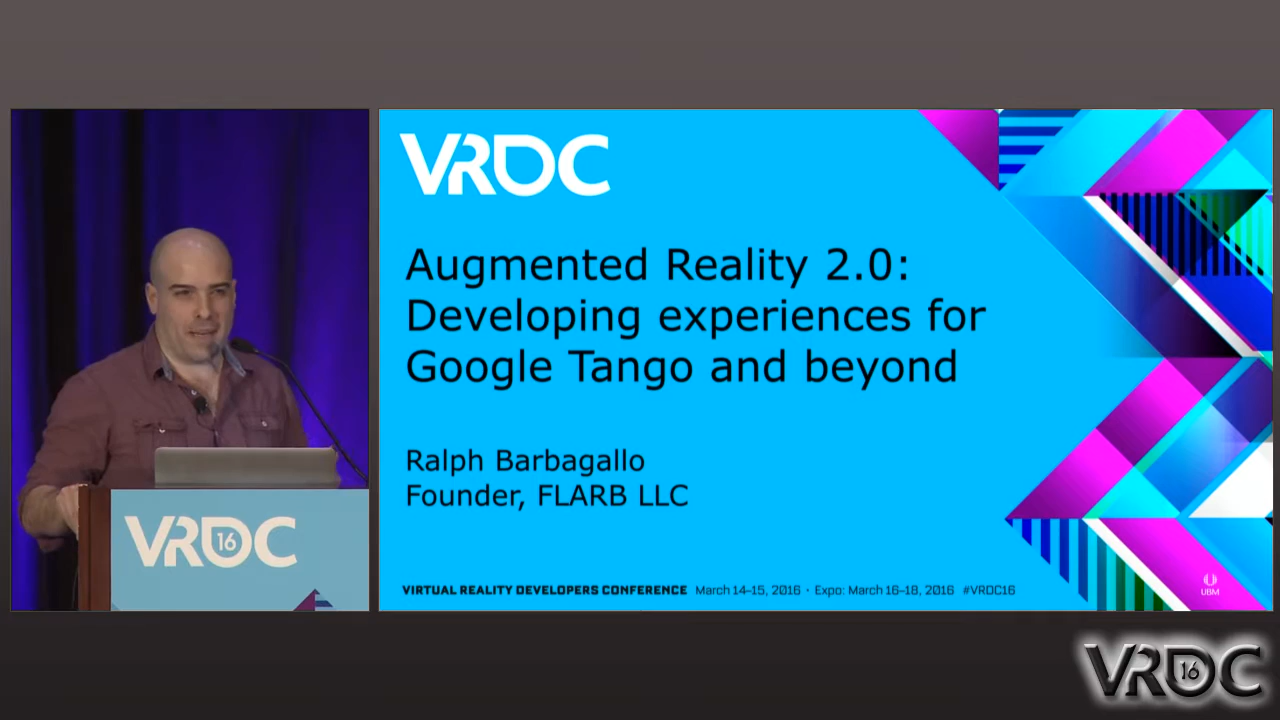 VRDC
Augmented Reality 2.0:
Developing experiences for
Google Tango and beyond
Ralph Barbagallo
Founder, FLARB LLC
VIRTUAL REALITY DEVELOPERS CONFERENCE March 14–15, 2016 · Expo: March 16–18, 2016 #VRDC16
UBM
VRDC
16
VRDC
16